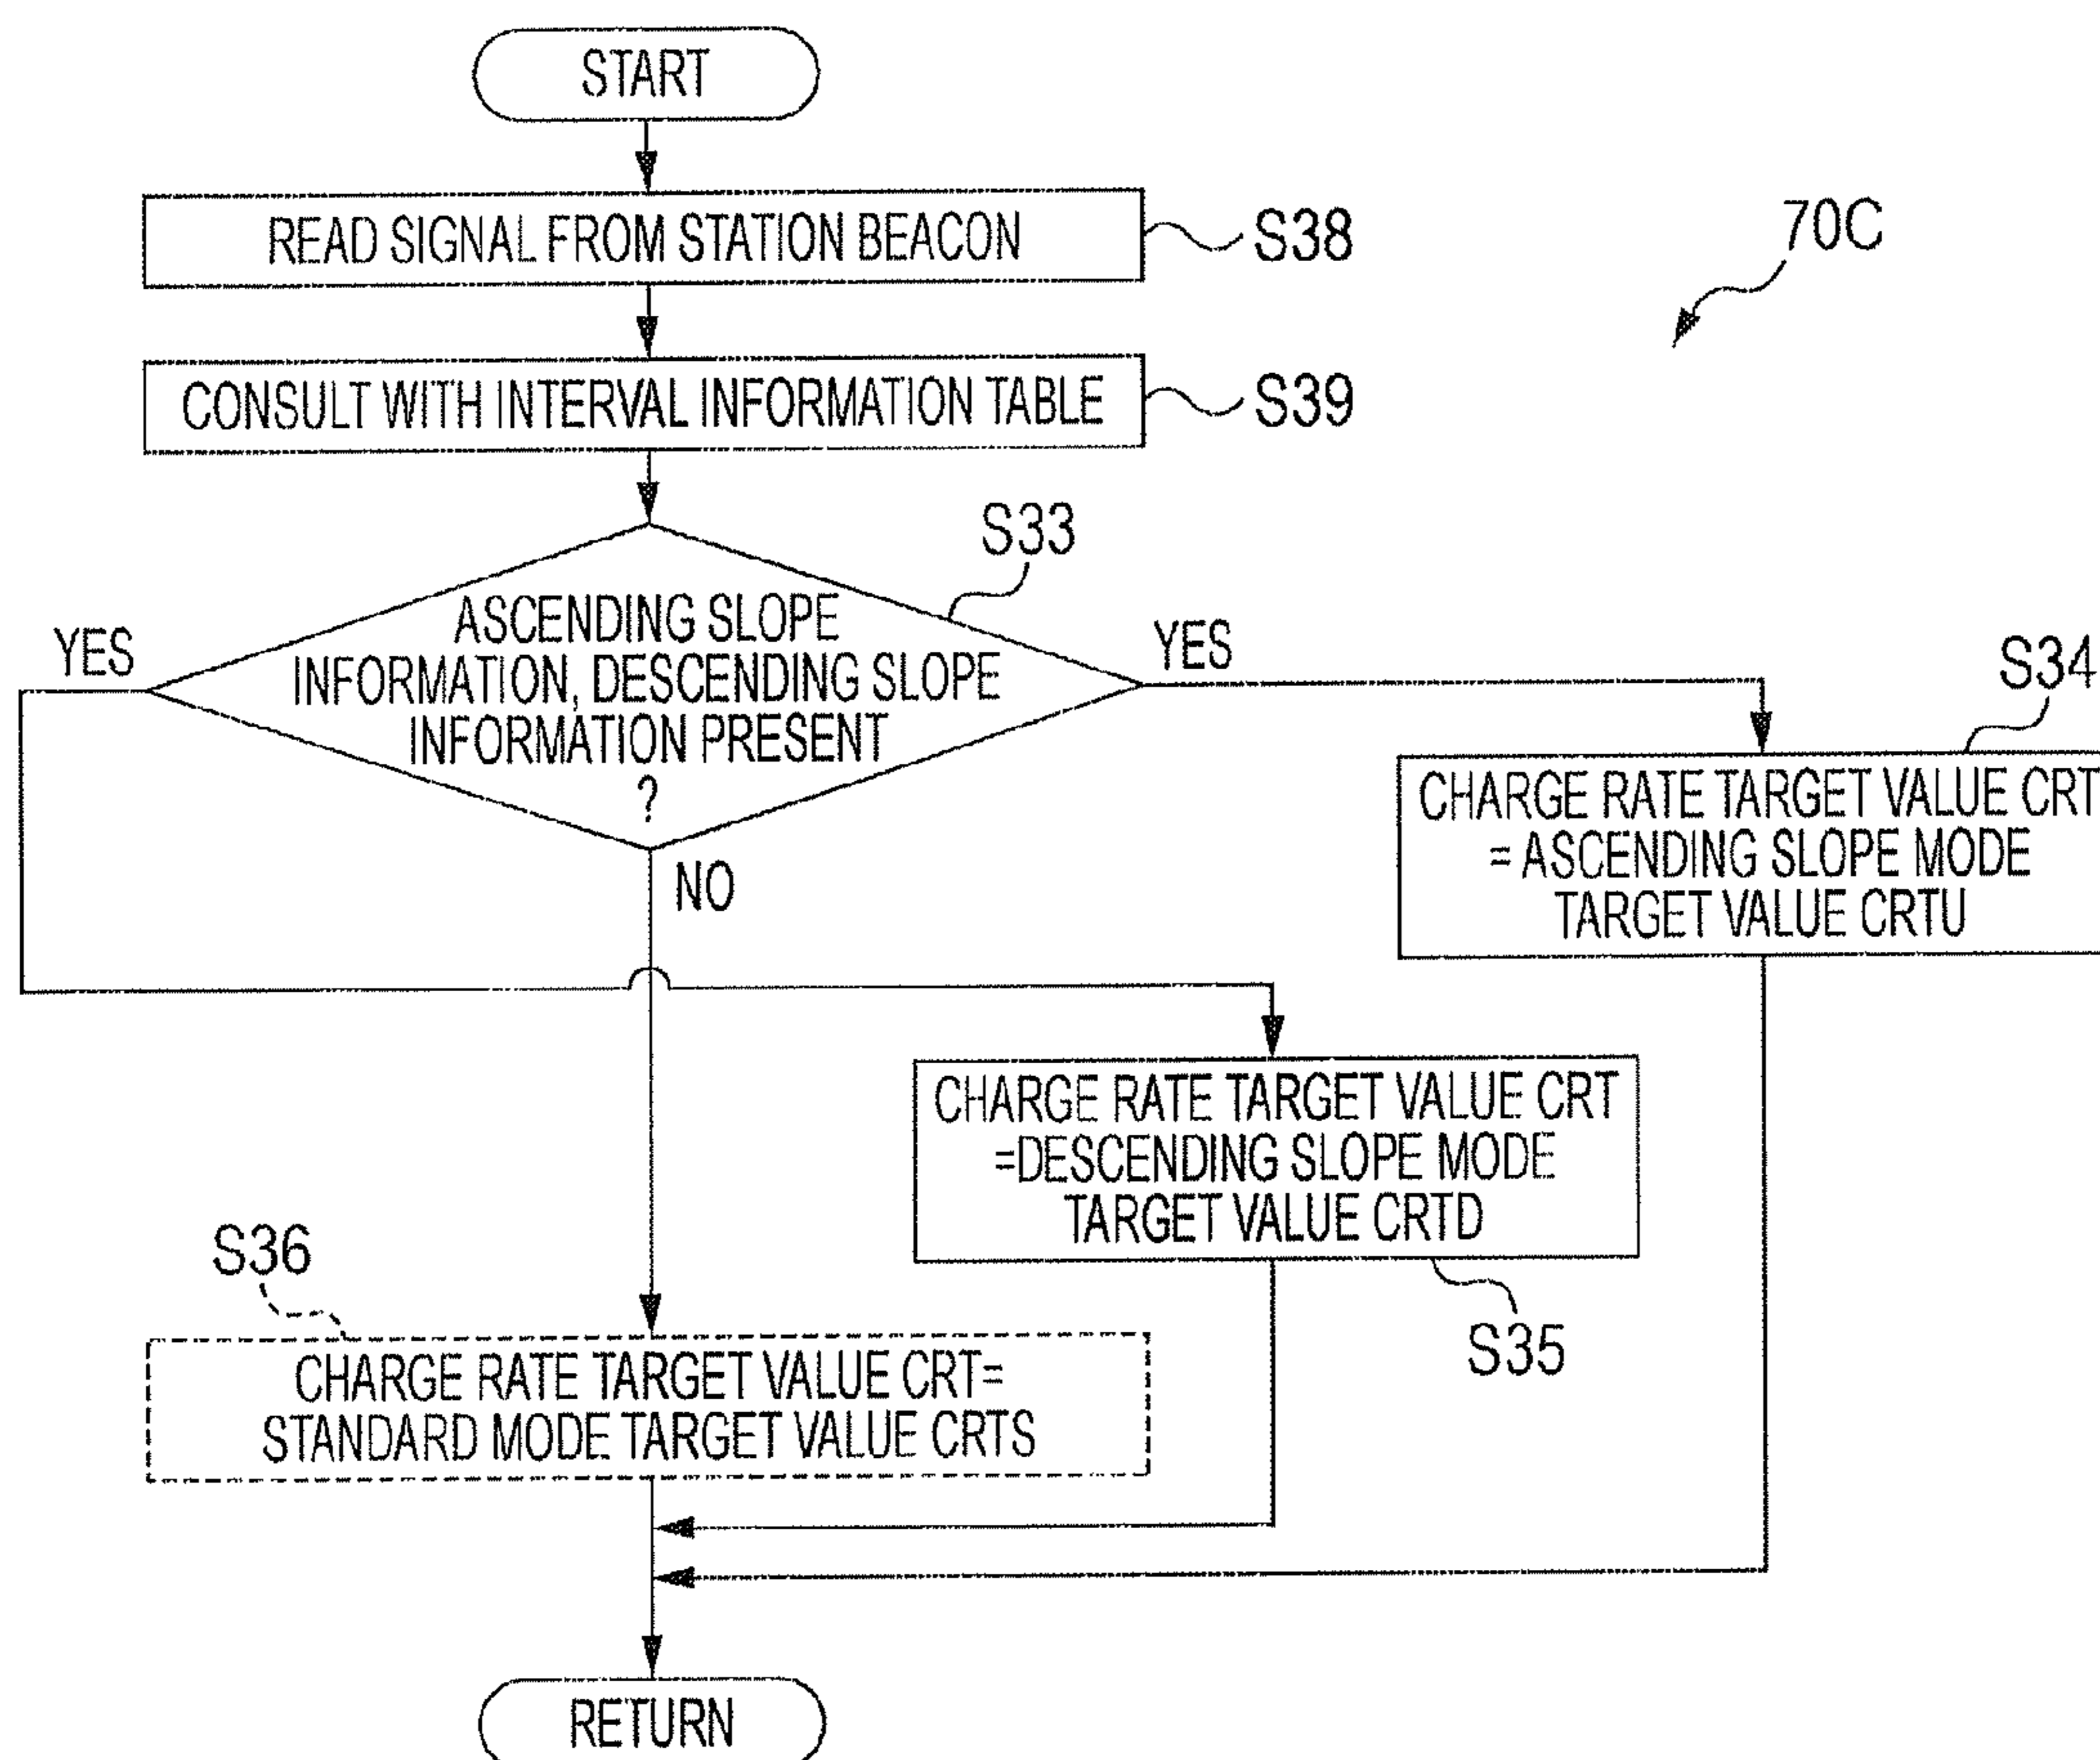 START
READ SIGNAL FROM STATION BEACON
S38
70C
CONSULT WITH INTERVAL INFORMATION TABLE
S39
S33
ASCENDING SLOPE
INFORMATION, DESCENDING SLOPE
INFORMATION PRESENT
?
YES
YES
NO
S34
CHARGE RATE TARGET VALUE CRT
= ASCENDING SLOPE MODE
TARGET VALUE CRTU
CHARGE RATE TARGET VALUE CRT
=DESCENDING SLOPE MODE
TARGET VALUE CRTD
S35
S36
CHARGE RATE TARGET VALUE CRT=
STANDARD MODE TARGET VALUE CRTS
RETURN